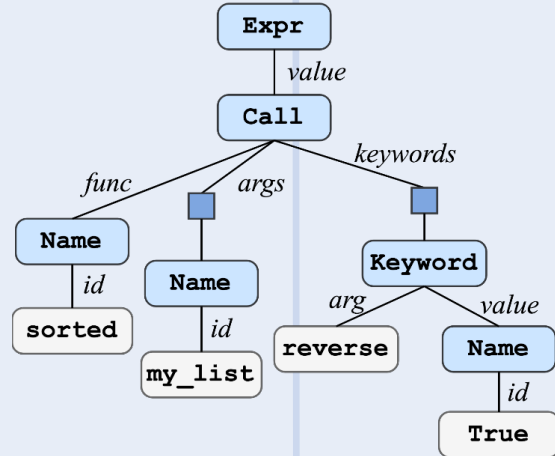 Expr
value
Call
func
args
keywords
Name
Name
Keyword
id
id
arg
value
sorted
my_list
reverse
Name
id
True